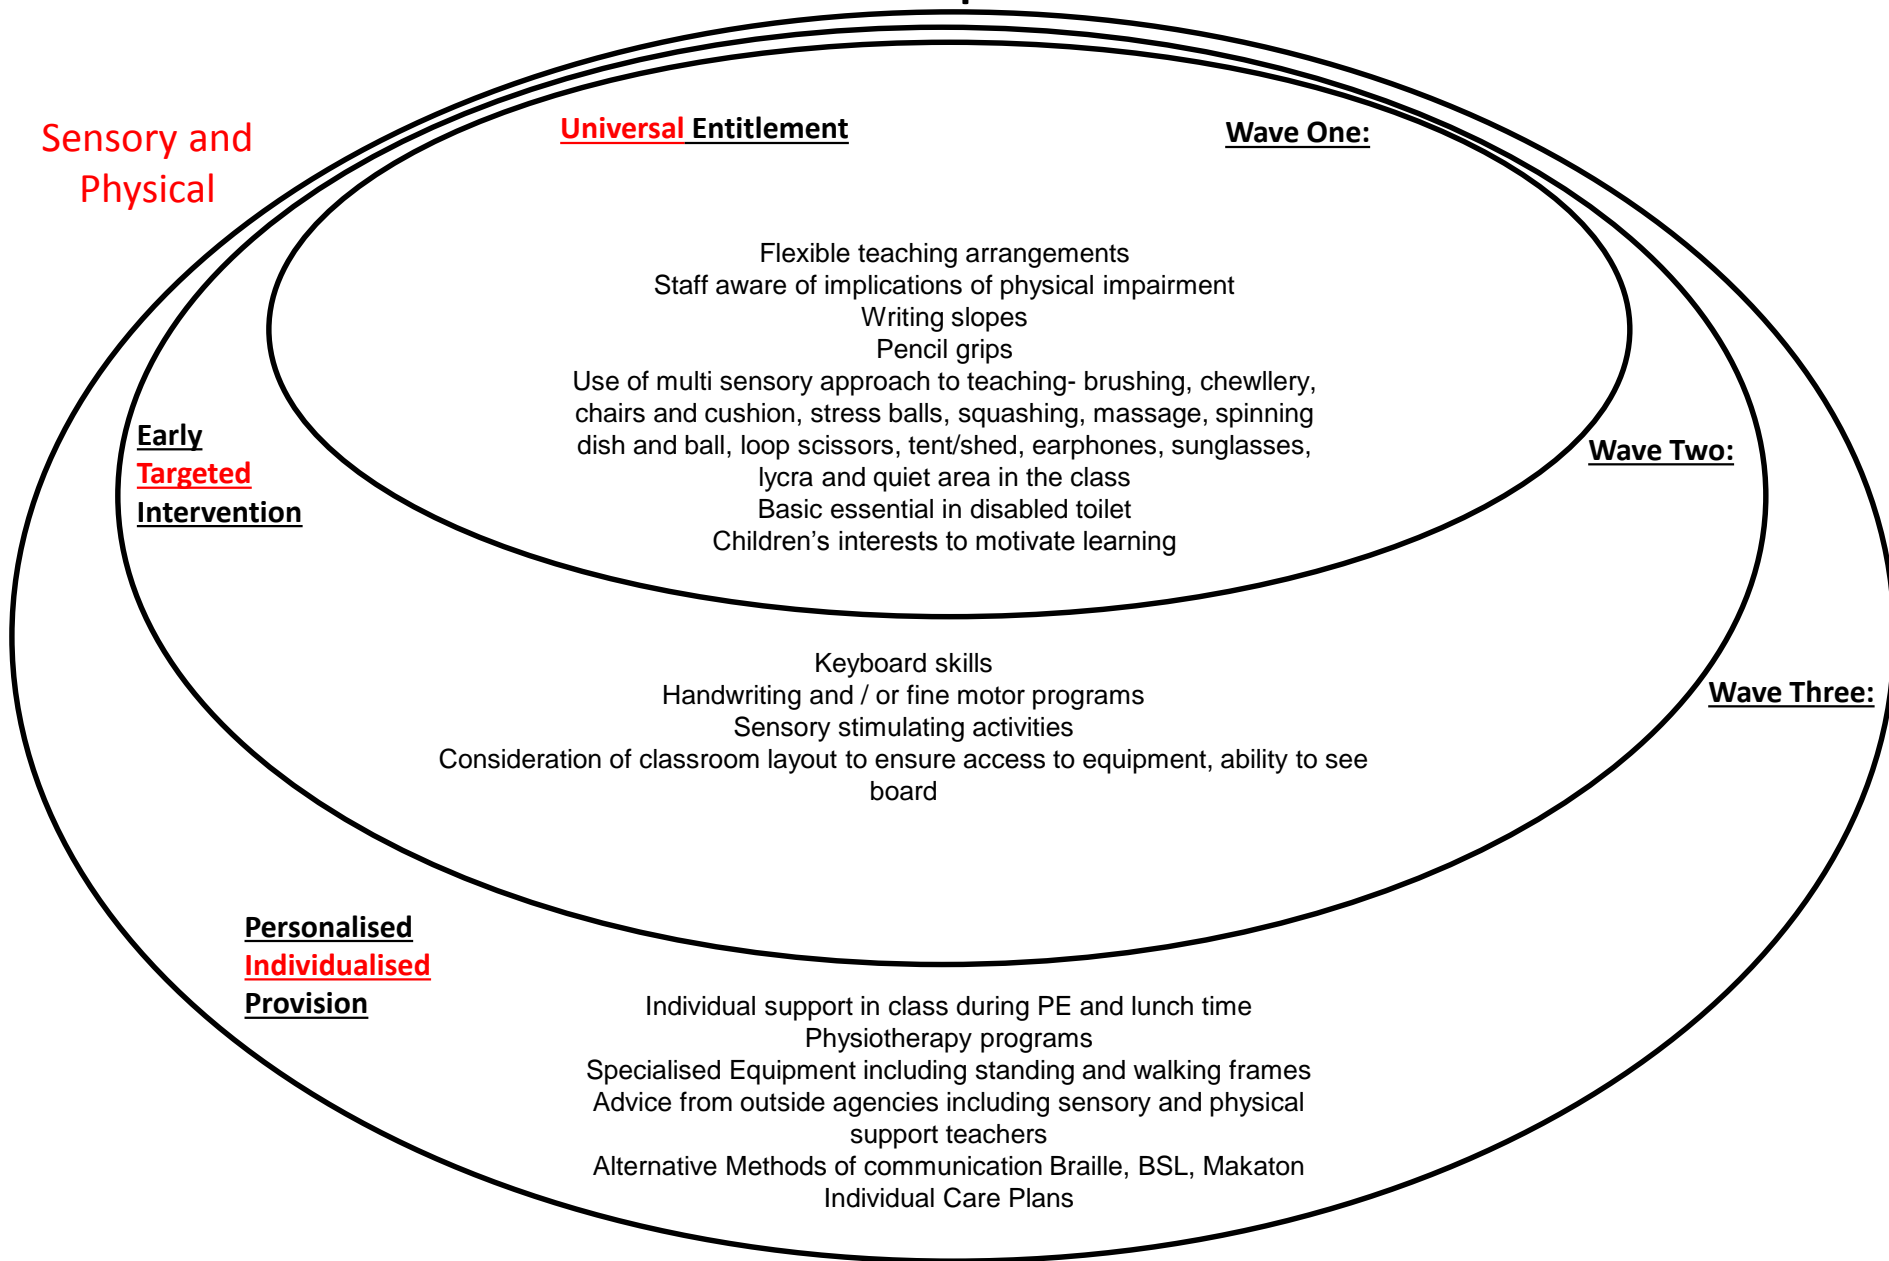 Sensory and
Physical
Universal Entitlement
Wave One:
Flexible teaching arrangements
Staff aware of implications of physical impairment
Writing slopes
Pencil grips
Use of multi sensory approach to teaching- brushing, chewllery,
chairs and cushion, stress balls, squashing, massage, spinning
dish and ball, loop scissors, tent/shed, earphones, sunglasses,
lycra and quiet area in the class
Basic essential in disabled toilet
Children’s interests to motivate learning
Early
Targeted
Intervention
Wave Two:
Keyboard skills
Handwriting and / or fine motor programs
Sensory stimulating activities
Consideration of classroom layout to ensure access to equipment, ability to see
board
Wave Three:
Personalised
Individualised
Provision
Individual support in class during PE and lunch time
Physiotherapy programs
Specialised Equipment including standing and walking frames
Advice from outside agencies including sensory and physical
support teachers
Alternative Methods of communication Braille, BSL, Makaton
Individual Care Plans